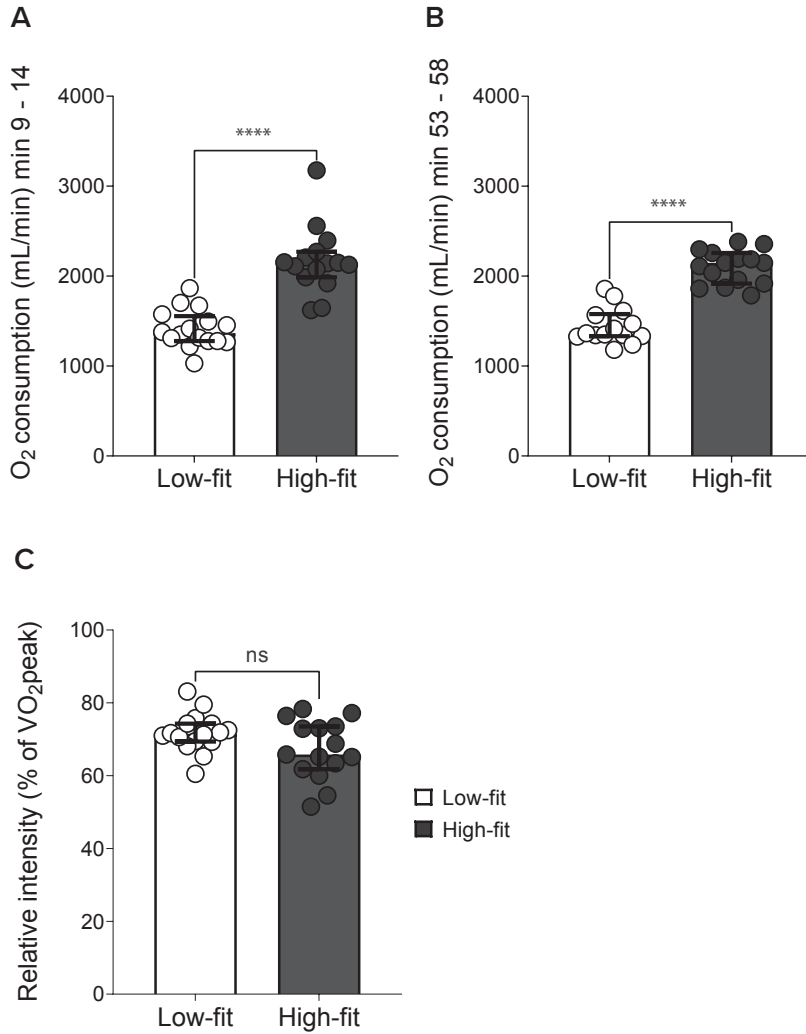 A
O₂ consumption (mL/min) min 9 - 14
4000
3000
2000
1000
0
****
Low-fit
High-fit
B
O₂ consumption (mL/min) min 53 - 58
4000
3000
2000
1000
0
****
Low-fit
High-fit
C
Relative intensity (% of VO₂peak)
100
80
60
40
20
0
ns
Low-fit
High-fit
Low-fit
High-fit